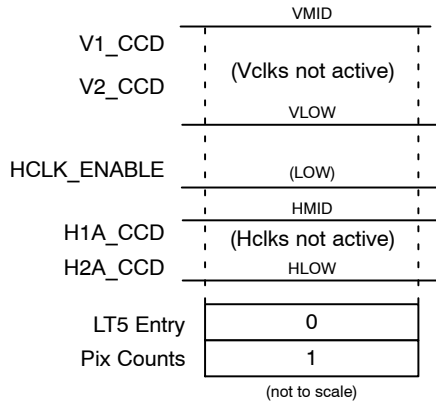 VMID
V1_CCD
(Vclks not active)
V2_CCD
VLOW
HCLK_ENABLE
(LOW)
HMID
H1A_CCD
(Hclks not active)
H2A_CCD
HLOW
LT5 Entry 0
Pix Counts 1
(not to scale)